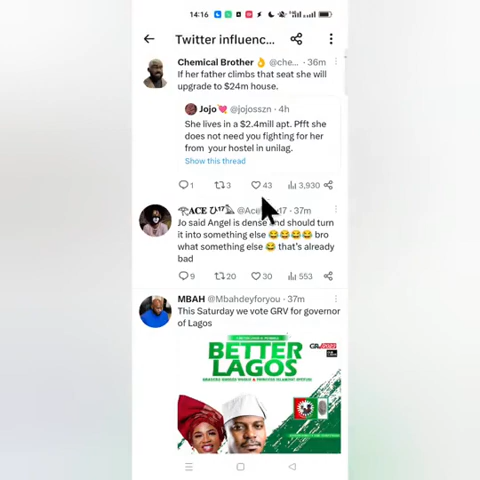 14:16
Twitter influenc...
Chemical Brother 👌 @che... · 36m
If her father climbs that seat she will
upgrade to $24m house.
Jojo 💘 @jojosszn · 4h
She lives in a $2.4mill apt. Pfft she
does not need you fighting for her
from your hostel in unilag.
Show this thread
1 3 43 3,930
37m
Jo said Angel is dense and should turn
it into something else 😂😂😂😂 bro
what something else 😂 that's already
bad
9 20 30 553
MBAH @Mbahdeyforyou · 37m
This Saturday we vote GRV for governor
of Lagos
BETTER
LAGOS